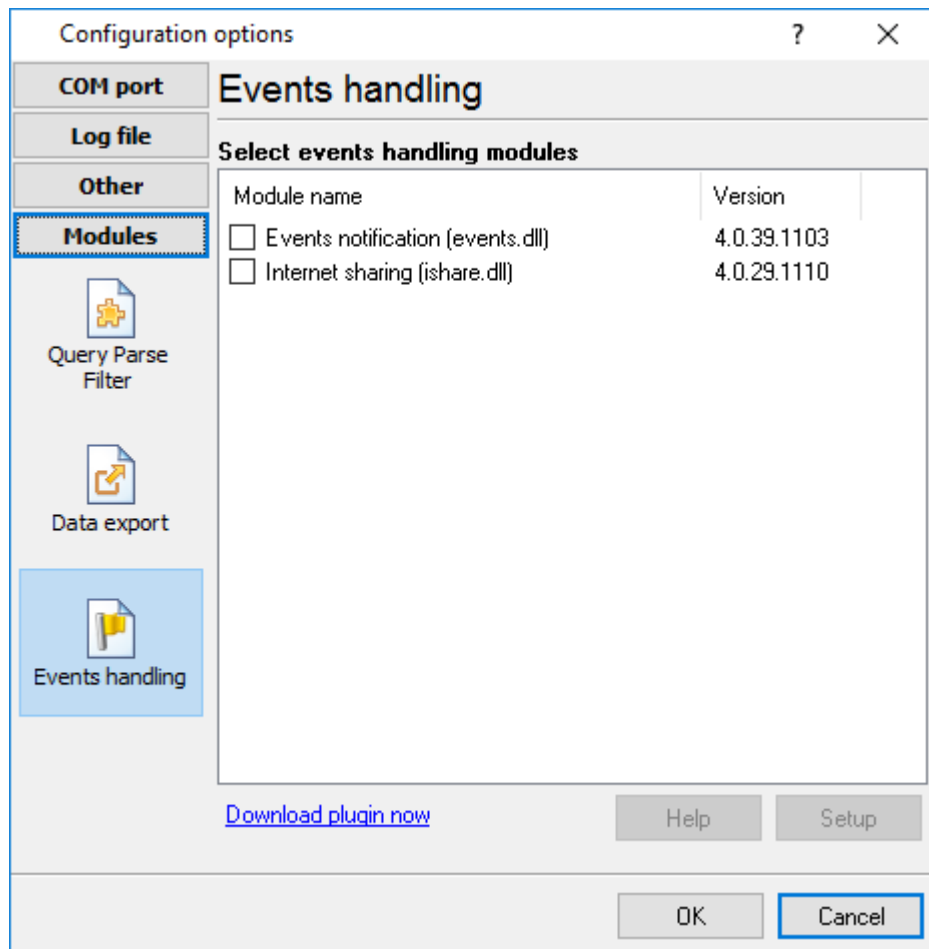 Configuration options
?
COM port
Log file
Other
Modules
Query Parse
Filter
Data export
Events handling
Events handling
Select events handling modules
Module name Version
Events notification (events.dll) 4.0.39.1103
Internet sharing (ishare.dll) 4.0.29.1110
Download plugin now
Help
Setup
OK
Cancel